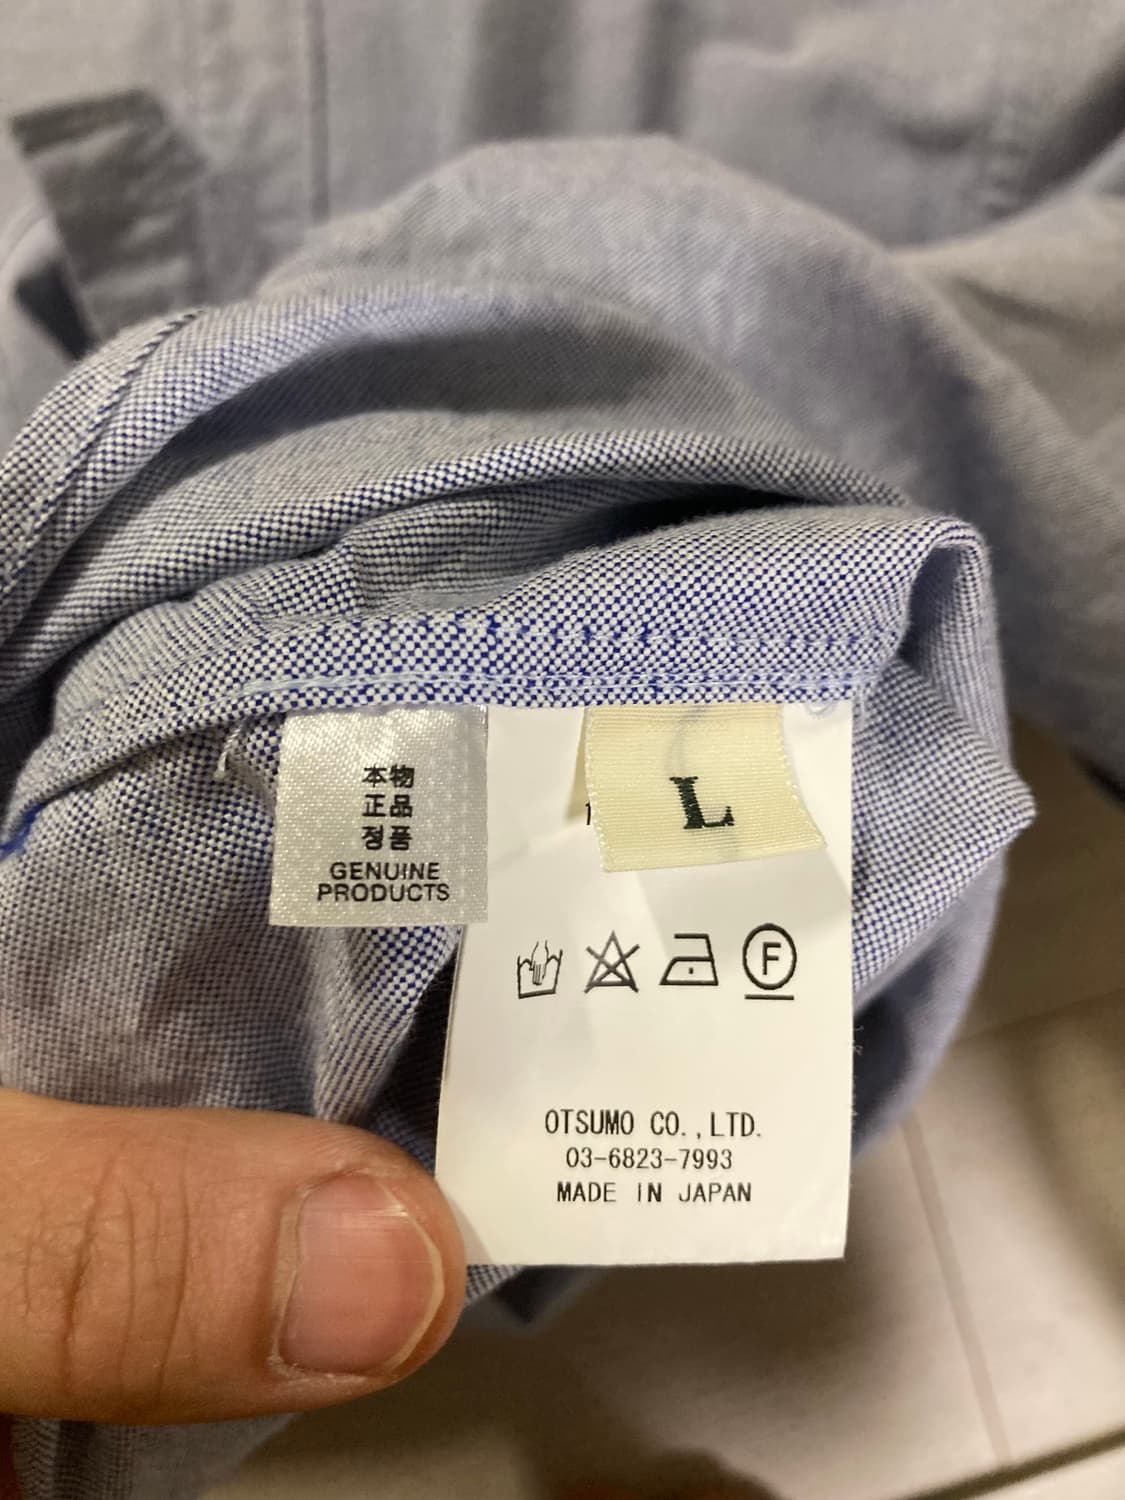 本物
正品
정품
GENUINE
PRODUCTS
L
F
OTSUMO CO.,LTD.
03-6823-7993
MADE IN JAPAN